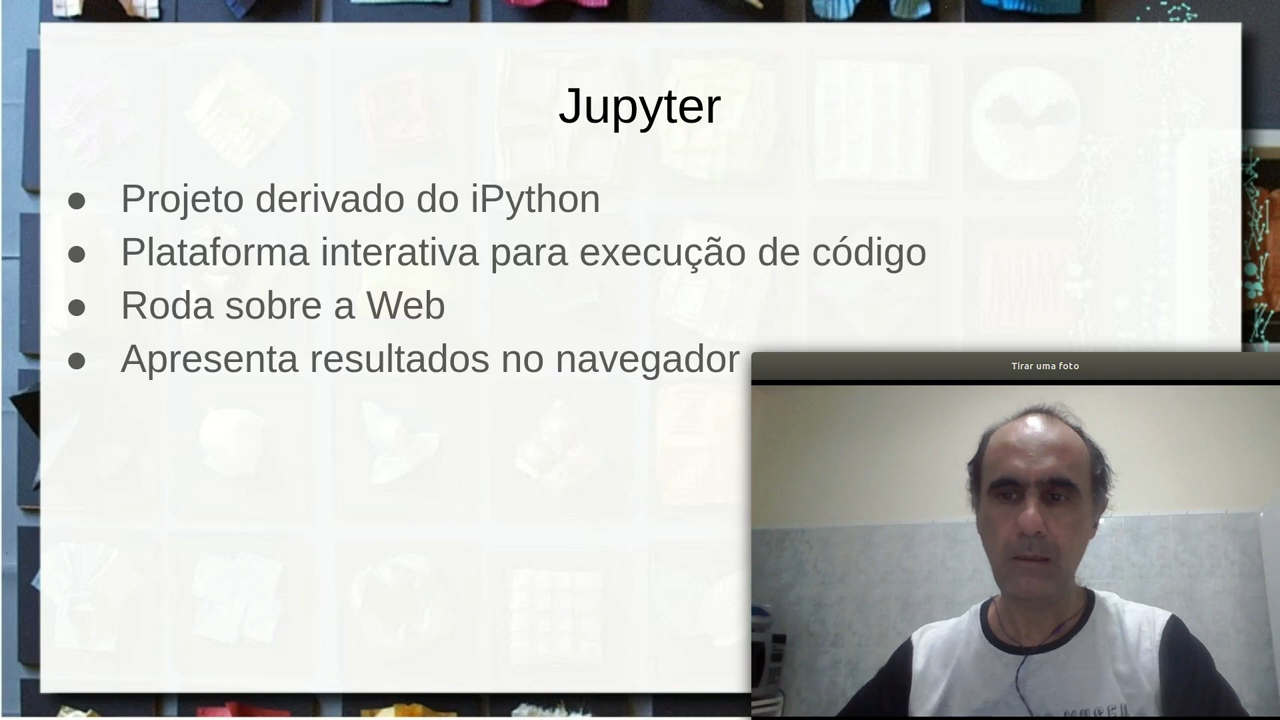 Jupyter
● Projeto derivado do iPython
● Plataforma interativa para execução de código
● Roda sobre a Web
● Apresenta resultados no navegador
Tirar uma foto